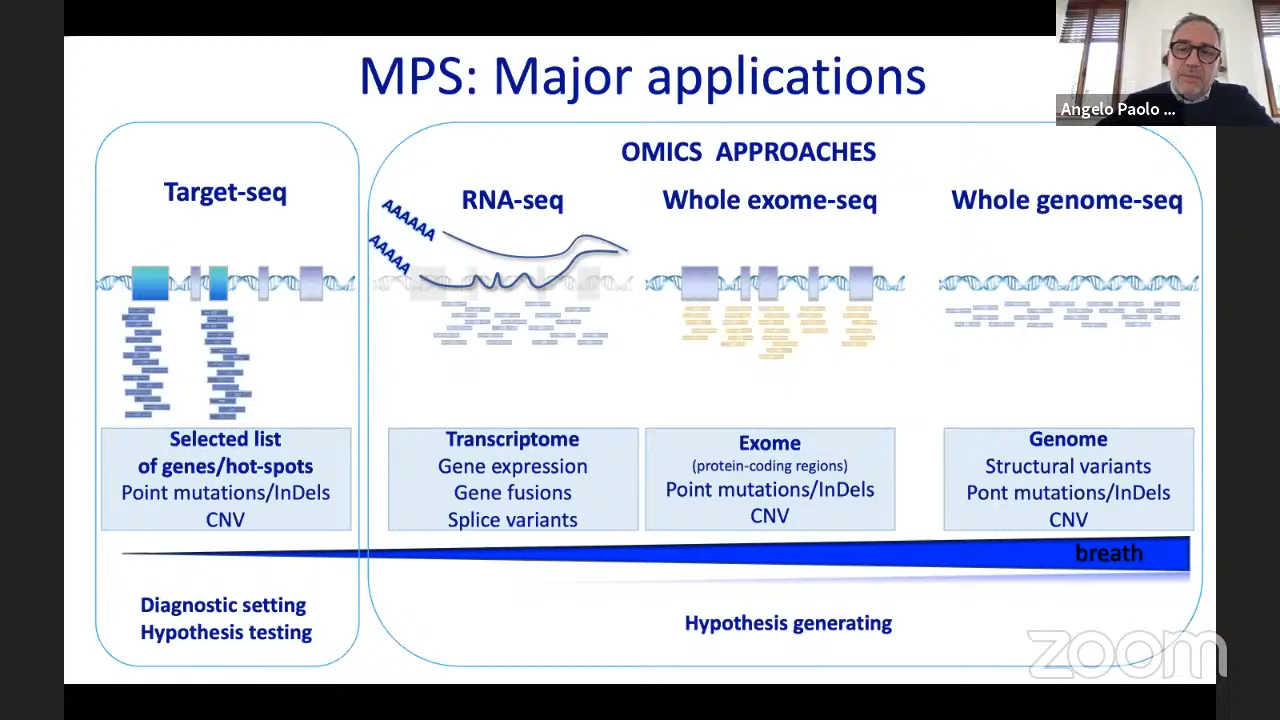 MPS: Major applications
Angelo Paolo ...
OMICS APPROACHES
Target-seq
RNA-seq
Whole exome-seq
Whole genome-seq
AAAAAA
AAAAA
Selected list
of genes/hot-spots
Point mutations/InDels
CNV
Transcriptome
Gene expression
Gene fusions
Splice variants
Exome
(protein-coding regions)
Point mutations/InDels
CNV
Genome
Structural variants
Pont mutations/InDels
CNV
breath
Diagnostic setting
Hypothesis testing
Hypothesis generating
zoom